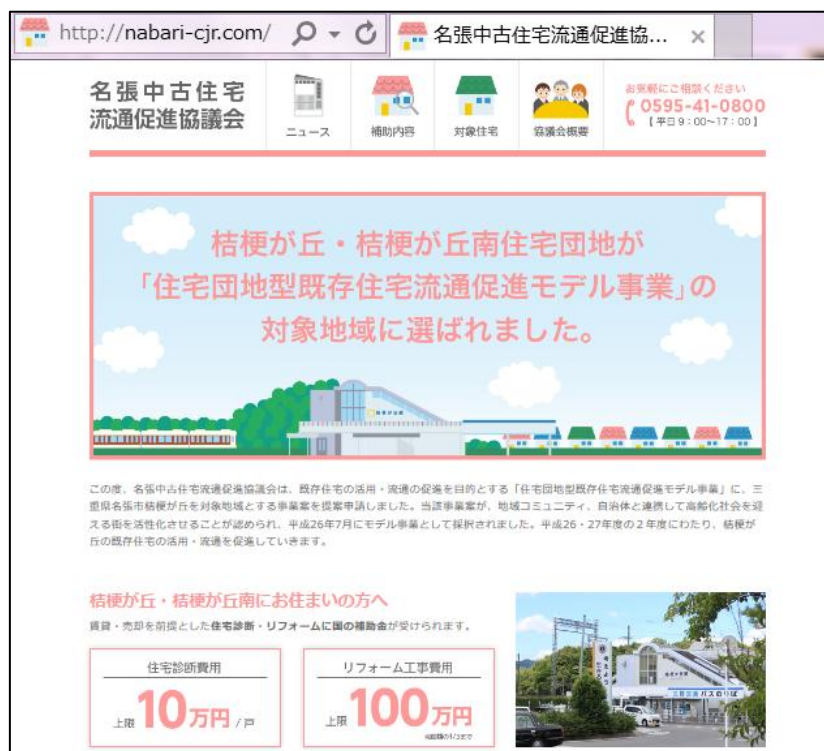 http://nabari-cjr.com/
名張中古住宅流通促進協...
名張中古住宅
流通促進協議会
ニュース
補助内容
対象住宅
協議会概要
お気軽にご相談ください
0595-41-0800
【平日9:00~17:00】
桔梗が丘・桔梗が丘南住宅団地が
「住宅団地型既存住宅流通促進モデル事業」の
対象地域に選ばれました。
この度、名張中古住宅流通促進協議会は、既存住宅の活用・流通の促進を目的とする「住宅団地型既存住宅流通促進モデル事業」に、三
重県名張市桔梗が丘を対象地域とする事業案を提案申請しました。当該事業案が、地域コミュニティ、自治体と連携して高齢化社会を迎
える街を活性化させることが認められ、平成26年7月にモデル事業として採択されました。平成26・27年度の2年度にわたり、桔梗が
丘の既存住宅の活用・流通を促進していきます。
桔梗が丘・桔梗が丘南にお住まいの方へ
賃貸・売却を前提とした住宅診断・リフォームに国の補助金が受けられます。
住宅診断費用
上限10万円/戸
リフォーム工事費用
上限100万円
三重交通 バスのりば